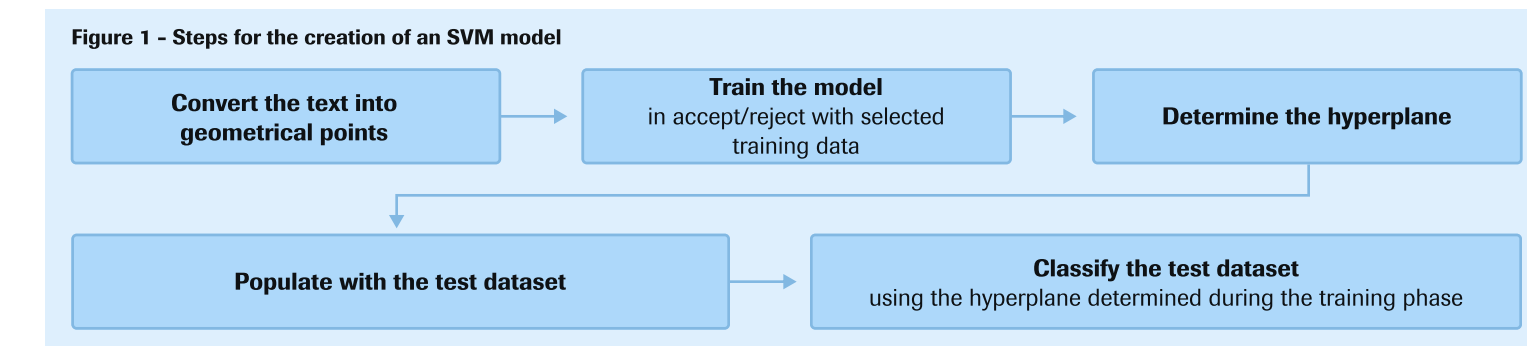 Figure 1 – Steps for the creation of an SVM model
Convert the text into
geometrical points
Train the model
in accept/reject with selected
training data
Determine the hyperplane
Populate with the test dataset
Classify the test dataset
using the hyperplane determined during the training phase